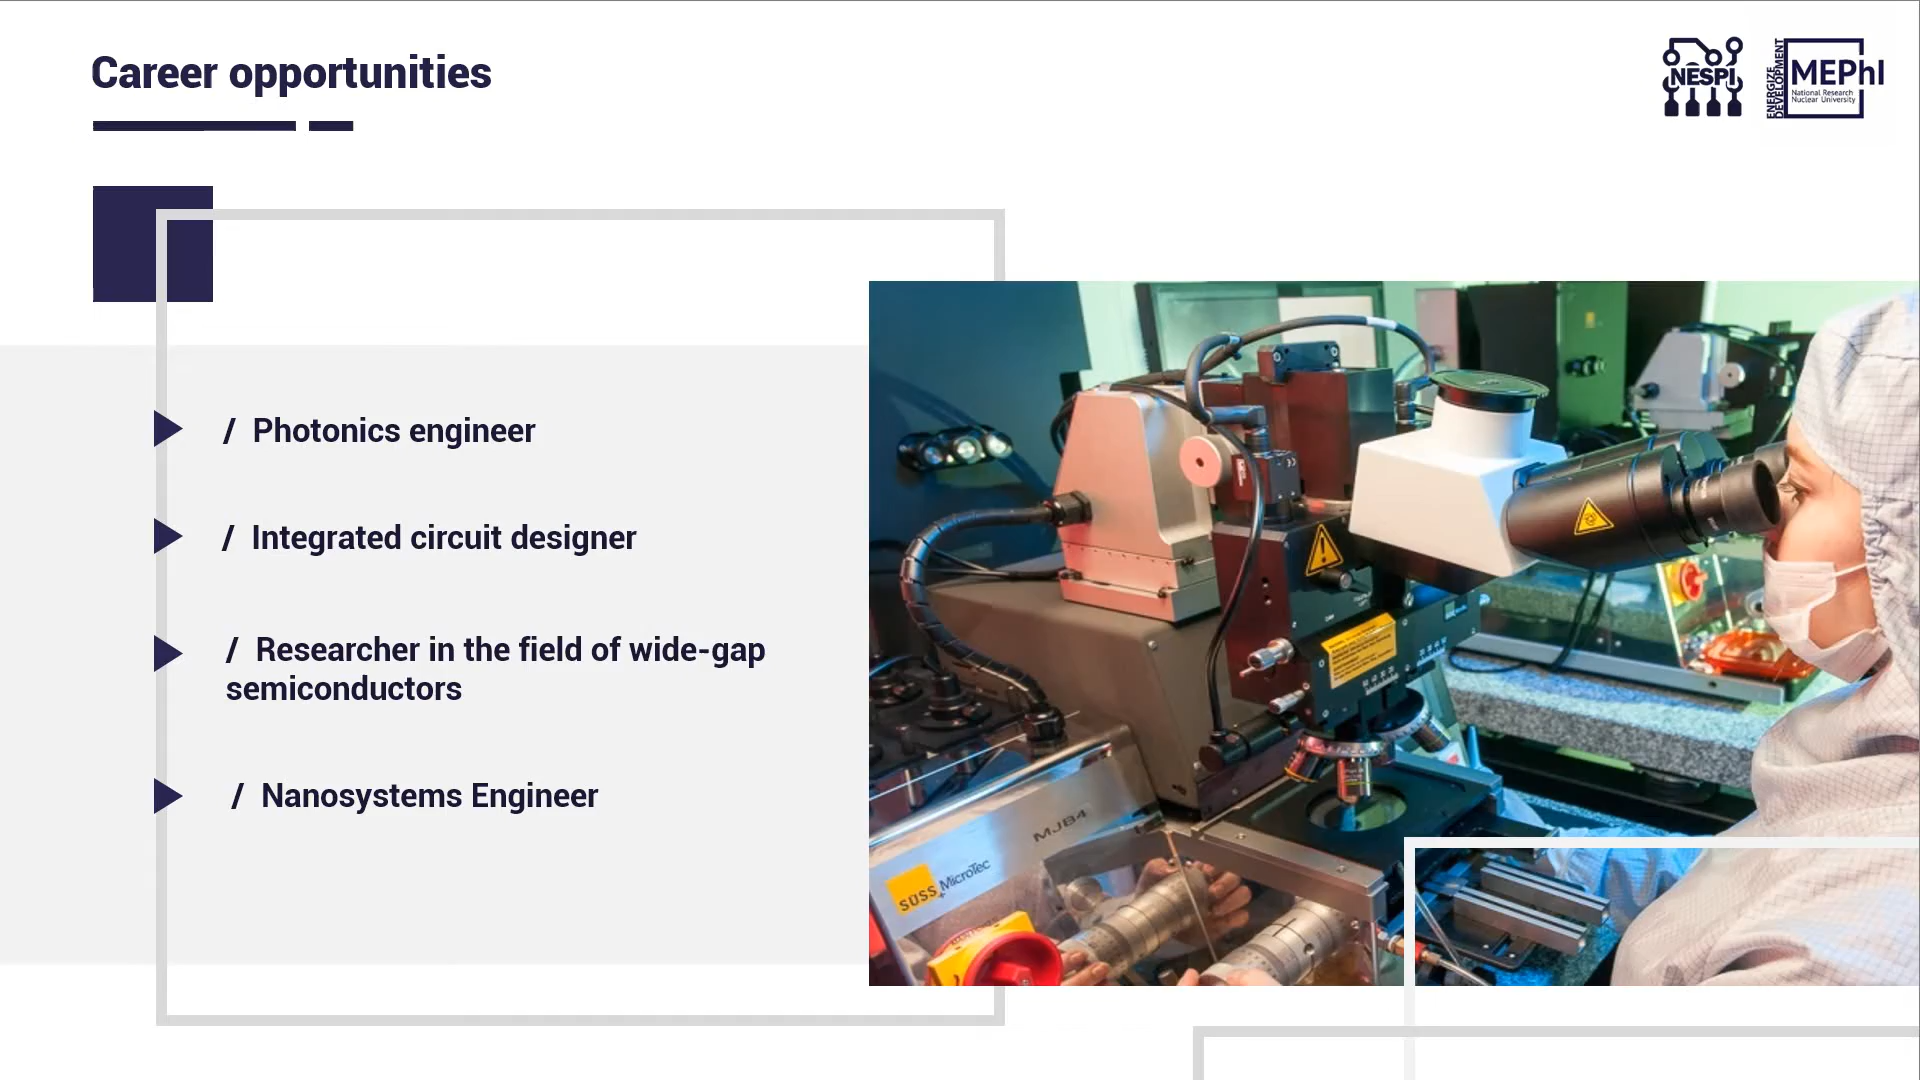 Career opportunities
NESPI
ENERGIZE
DEVELOPMENT
MEPhI
National Research
Nuclear University
/ Photonics engineer
/ Integrated circuit designer
/ Researcher in the field of wide-gap
semiconductors
/ Nanosystems Engineer
MJB4
SUSS MicroTec